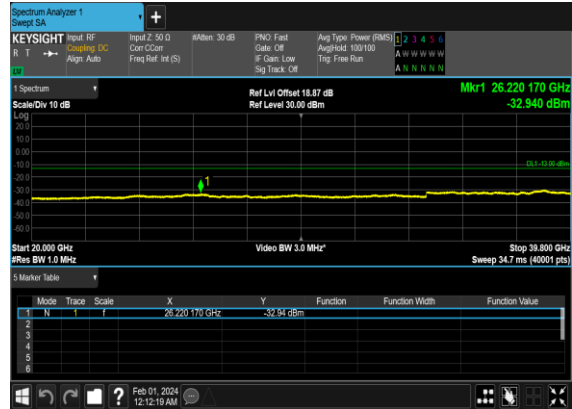 Spectrum Analyzer 1
Swept SA
+
KEYSIGHT Input: RF Input Z: 50 Ω #Atten: 30 dB PNO: Fast Avg Type: Power (RMS) 1 2 3 4 5 6
R T Coupling: DC Corr CCorr Gate: Off Avg|Hold: 100/100 A W W W W W
Align: Auto Freq Ref: Int (S) IF Gain: Low Trig: Free Run
Sig Track: Off A N N N N N
1 Spectrum Ref Lvl Offset 18.87 dB Mkr1 26.220 170 GHz
Scale/Div 10 dB Ref Level 30.00 dBm -32.940 dBm
Log
20.0
10.0
0.00
-10.0 DL1 -13.00 dBm
-20.0
1
-30.0
-40.0
-50.0
-60.0
Start 20.000 GHz Video BW 3.0 MHz* Stop 39.800 GHz
#Res BW 1.0 MHz Sweep 34.7 ms (40001 pts)
5 Marker Table
Mode Trace Scale X Y Function Function Width Function Value
1 N 1 f 26.220 170 GHz -32.94 dBm
2
3
4
5
6
? Feb 01, 2024
12:12:19 AM